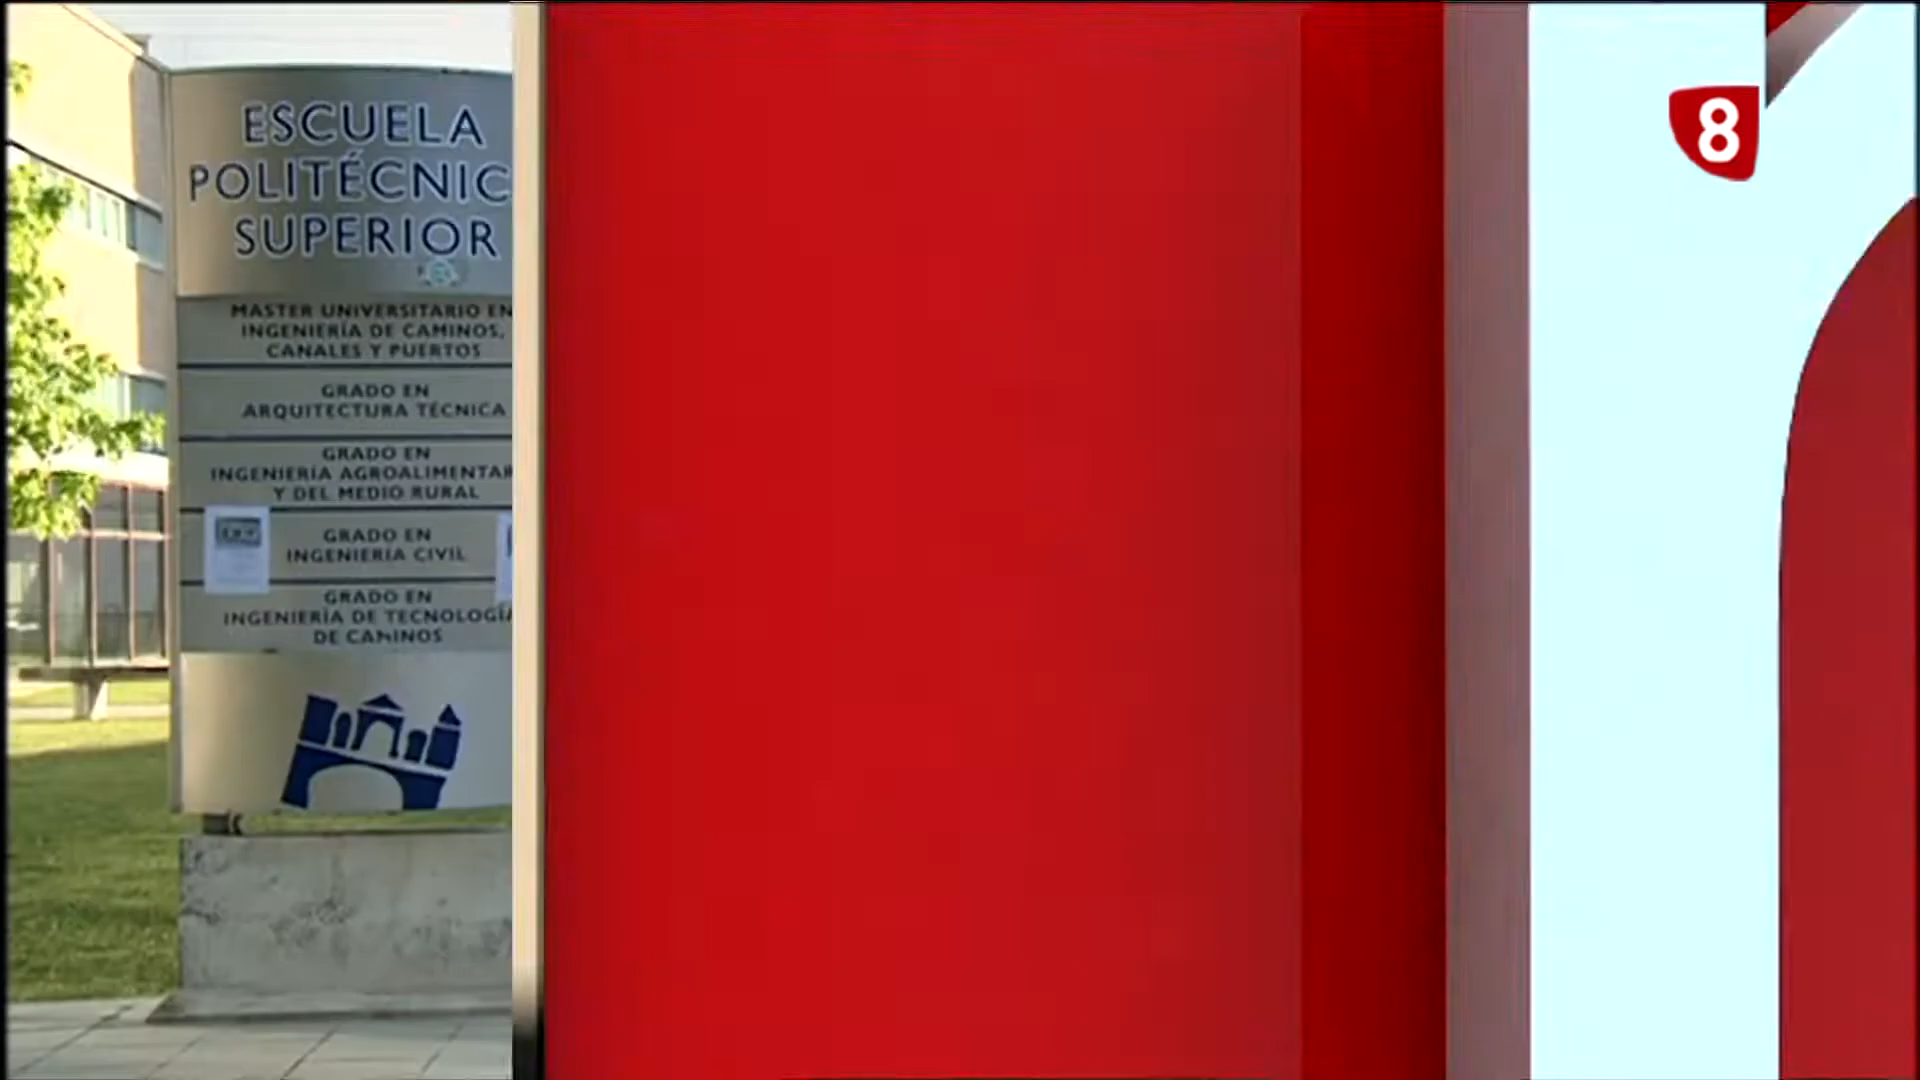 ESCUELA
POLITÉCNIC
SUPERIOR
MASTER UNIVERSITARIO EN
INGENIERÍA DE CAMINOS,
CANALES Y PUERTOS
GRADO EN
ARQUITECTURA TÉCNICA
GRADO EN
INGENIERÍA AGROALIMENTAR
Y DEL MEDIO RURAL
GRADO EN
INGENIERIA CIVIL
GRADO EN
INGENIERÍA DE TECNOLOGÍA
DE CAMINOS
8